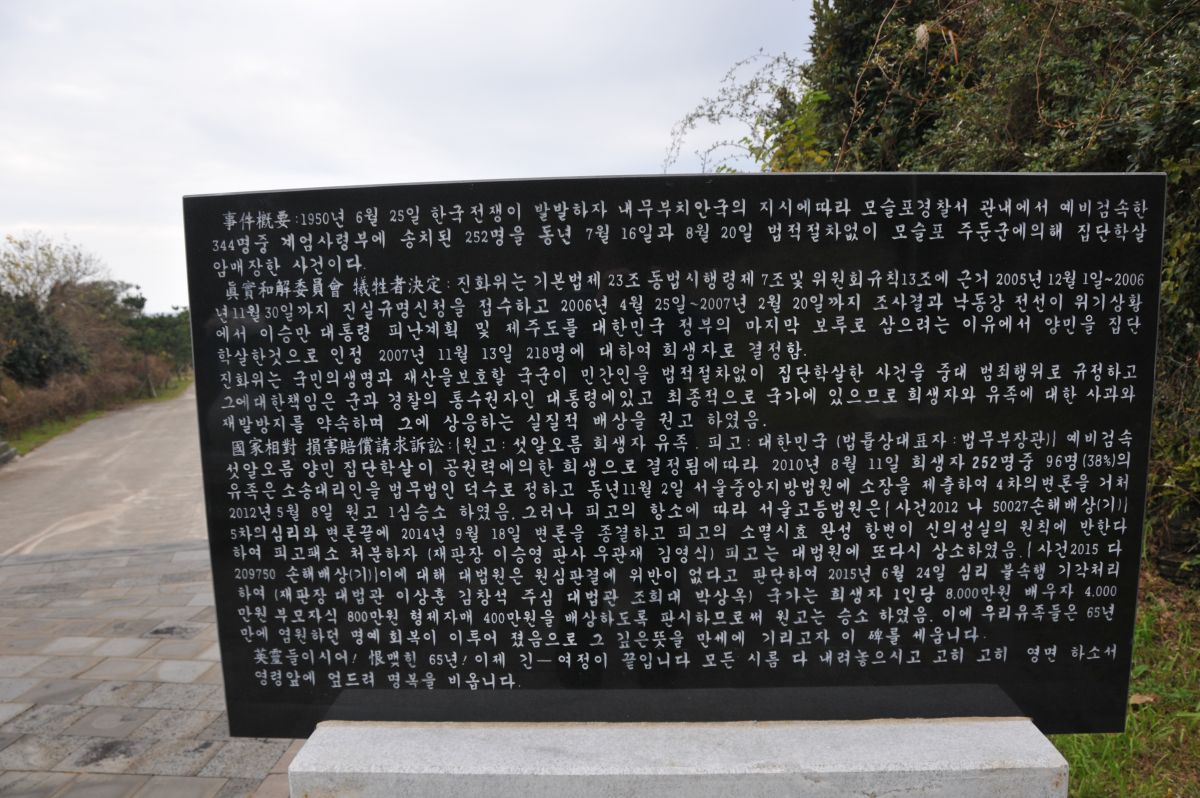 事件槪要:1950년 6월 25일 한국전쟁이 발발하자 내무부치안국의 지시에따라 모슬포경찰서 관내에서 예비검속한
344명중 계엄사령부에 송치된 252명을 동년 7월 16일과 8월 20일 법적절차없이 모슬포 주둔군에의해 집단학살
암매장한 사건이다.
眞實和解委員會 犧牲者決定: 진화위는 기본법제 23조 동법시행령제 7조및 위원회규칙13조에 근거 2005년 12월 1일~2006
년11월 30일까지 진실규명신청을 접수하고 2006년 4월 25일~2007년 2월 20일까지 조사결과 낙동강 전선이 위기상황
에서 이승만 대통령 피난계획 및 제주도를 대한민국 정부의 마지막 보루로 삼으려는 이유에서 양민을 집단
학살한것으로 인정 2007년 11월 13일 218명에 대하여 희생자로 결정함.
진화위는 국민의생명과 재산을보호할 국군이 민간인을 법적절차없이 집단학살한 사건을 중대 범죄행위로 규정하고
그에대한책임은 군과 경찰의 통수권자인 대통령에있고 최종적으로 국가에 있으므로 희생자와 유족에 대한 사과와
재발방지를 약속하며 그에 상응하는 실질적 배상을 권고 하였음.
國家相對 損害賠償請求訴訟:{원고: 섯알오름 희생자 유족 피고: 대한민국 (법률상대표자: 법무부장관)} 예비검속
섯알오름 양민 집단학살이 공권력에의한 희생으로 결정됨에따라 2010년 8월 11일 희생자 252명중 96명(38%)의
유족은 소송대리인을 법무법인 덕수로 정하고 동년11월 2일 서울중앙지방법원에 소장을 제출하여 4차의변론을 거쳐
2012년 5월 8일 원고 1심승소 하였음. 그러나 피고의 항소에 따라 서울고등법원은{사건2012 나 50027손해배상(기)}
5차의심리와 변론끝에 2014년 9월 18일 변론을 종결하고 피고의 소멸시효 완성 항변이 신의성실의 원칙에 반한다
하여 피고패소 처분하자 (재판장 이승영 판사 우관재 김영식) 피고는 대법원에 또다시 상소하였음.{사건2015 다
209750 손해배상(기)}이에 대해 대법원은 원심판결에 위반이 없다고 판단하여 2015년 6월 24일 심리 불속행 기각처리
하여 (재판장 대법관 이상훈 김창석 주심 대법관 조희대 박상옥) 국가는 희생자 1인당 8.000만원 배우자 4.000
만원 부모자식 800만원 형제자매 400만원을 배상하도록 판시하므로써 원고는 승소 하였음. 이에 우리유족들은 65년
만에 염원하던 명예 회복이 이루어 졌음으로 그 깊은뜻을 만세에 기리고자 이 碑를 세웁니다.
英靈들이시어! 恨맺힌 65년! 이제 긴— 여정이 끝입니다 모든 시름 다 내려놓으시고 고히 고히 영면 하소서
영령앞에 엎드려 명복을 비옵니다.